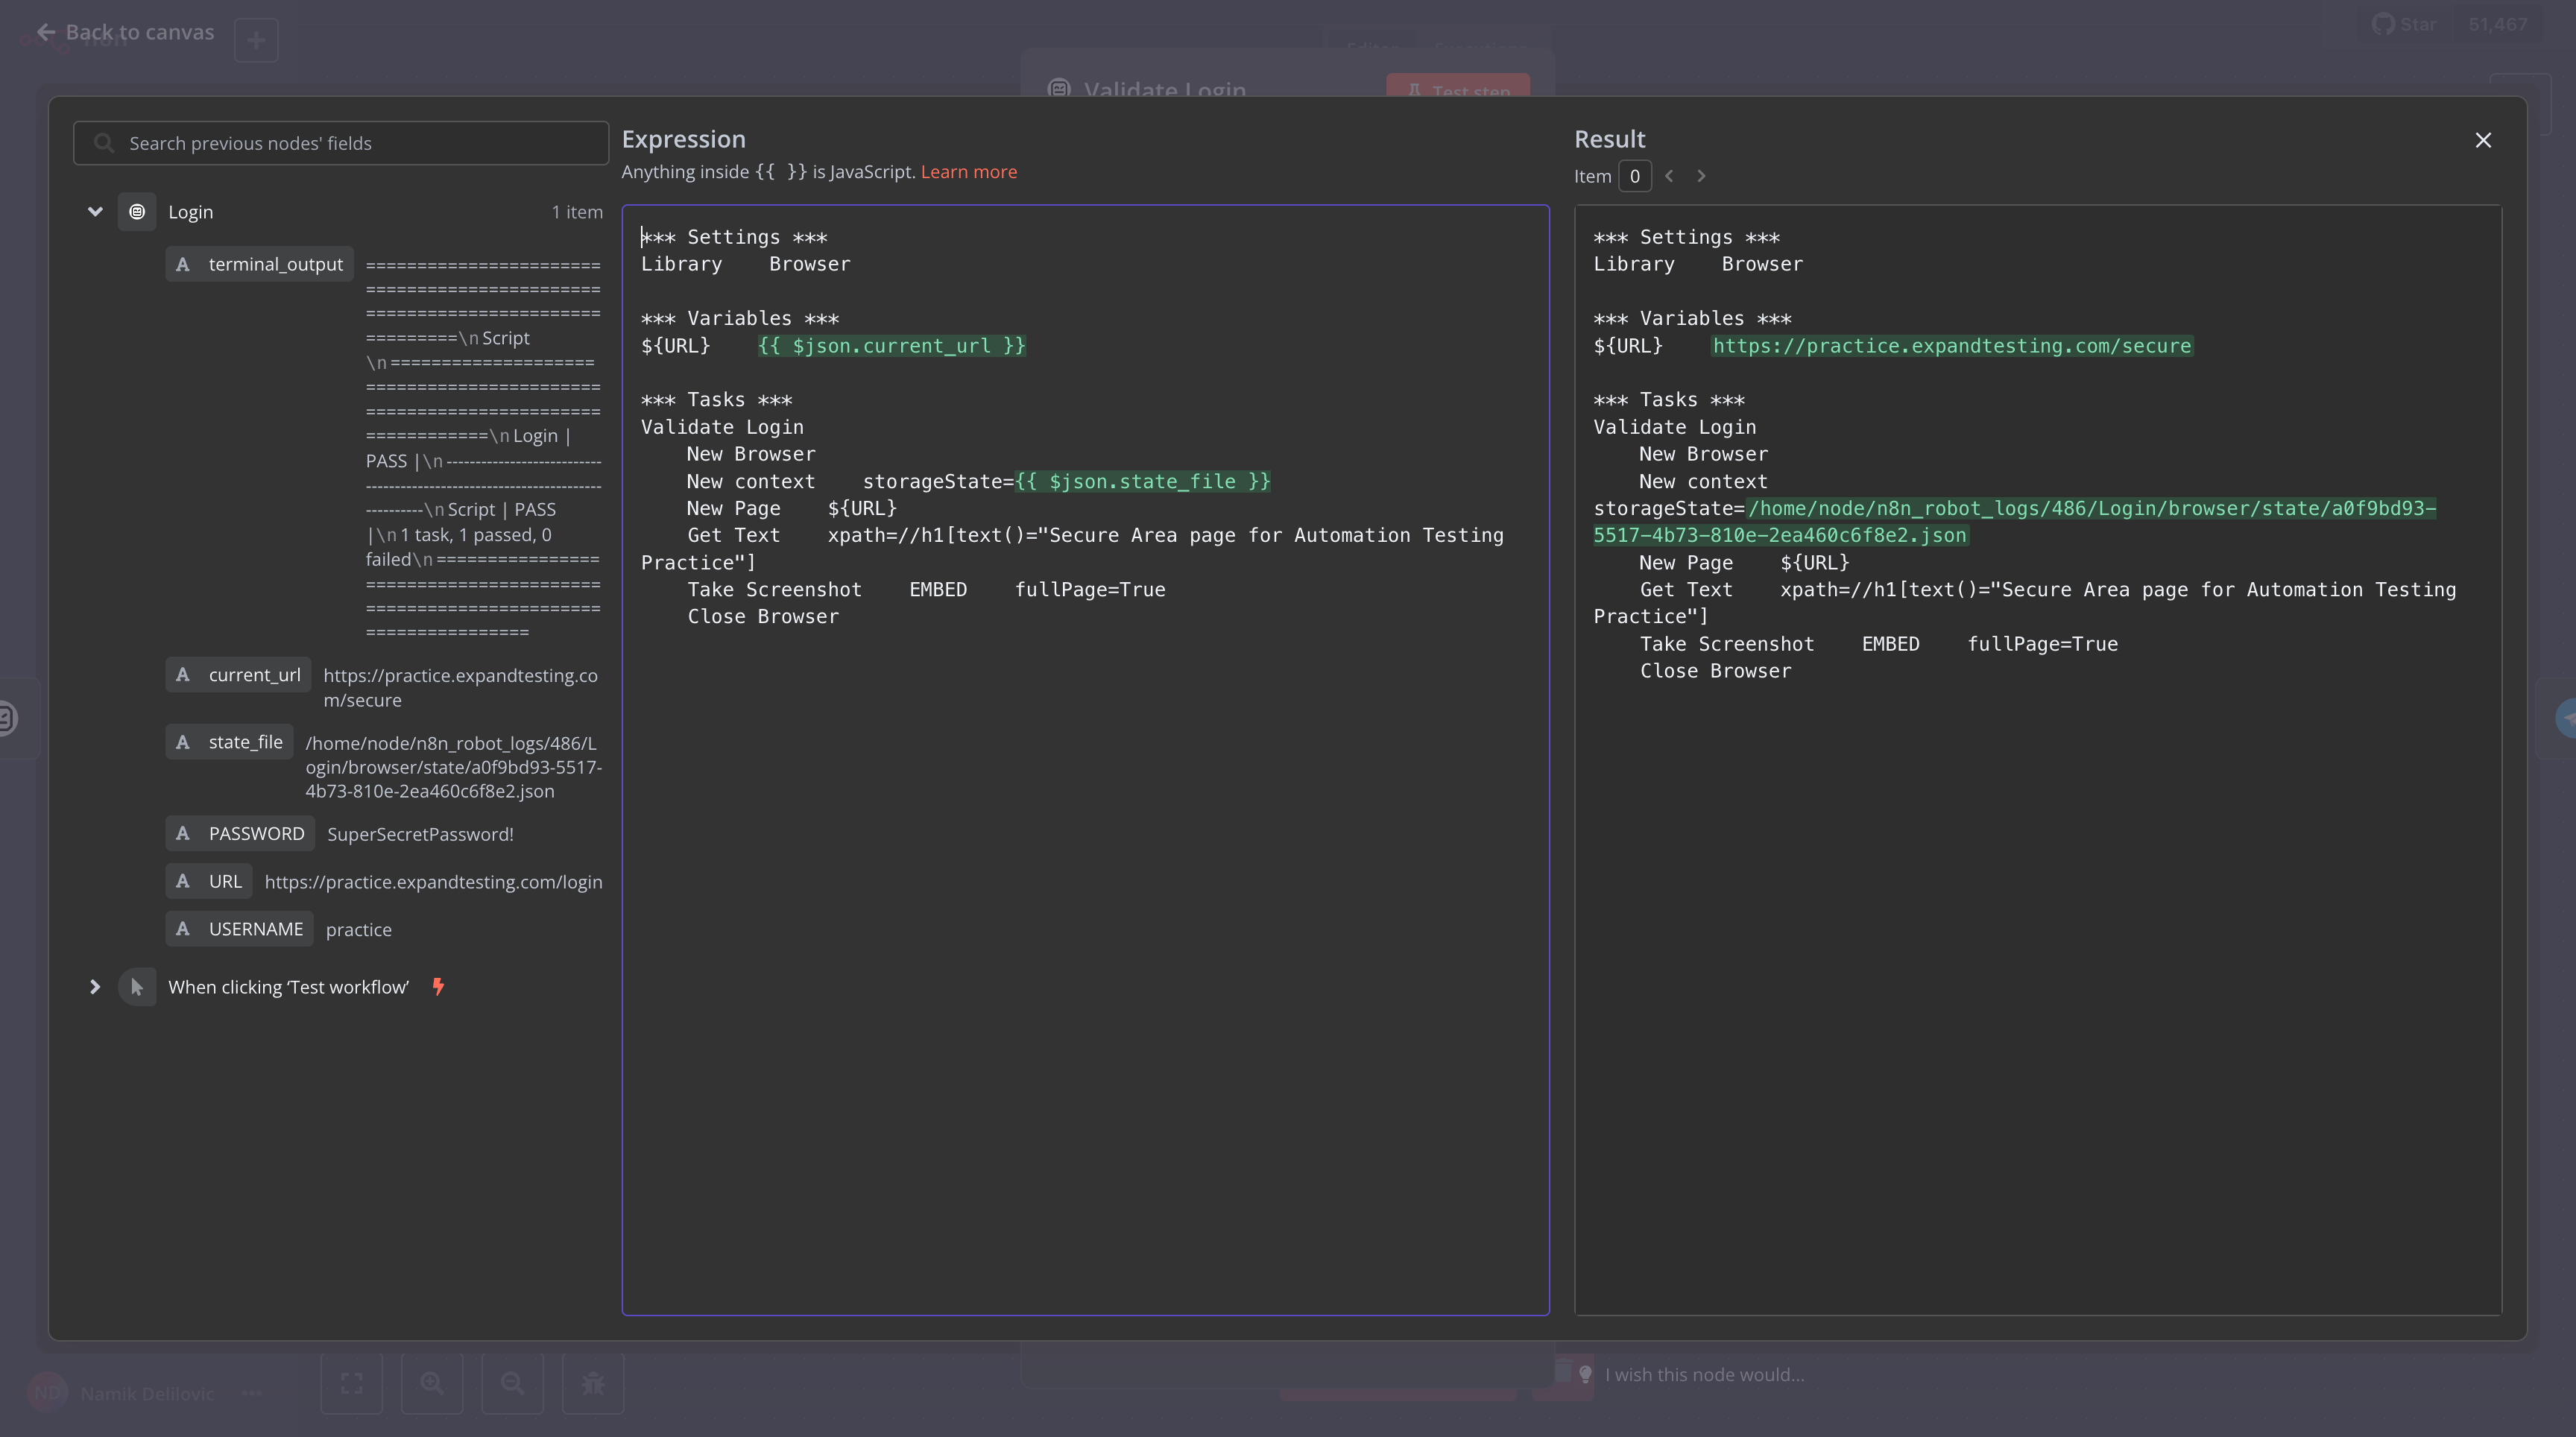 Back to canvas
Star 51,467
Validate Login
Test step
Search previous nodes' fields
Login 1 item
terminal_output =======================
=======================
=======================
=========\n Script
\n ====================
=======================
=======================
============\n Login |
PASS |\n ---------------------------
-----------------------------------------
----------\n Script | PASS
|\n 1 task, 1 passed, 0
failed\n ================
=======================
=======================
================
current_url https://practice.expandtesting.co
m/secure
state_file /home/node/n8n_robot_logs/486/L
ogin/browser/state/a0f9bd93-5517-
4b73-810e-2ea460c6f8e2.json
PASSWORD SuperSecretPassword!
URL https://practice.expandtesting.com/login
USERNAME practice
When clicking ‘Test workflow’
Expression
Anything inside {{ }} is JavaScript. Learn more
*** Settings ***
Library    Browser
*** Variables ***
${URL}    {{ $json.current_url }}
*** Tasks ***
Validate Login
    New Browser
    New context    storageState={{ $json.state_file }}
    New Page    ${URL}
    Get Text    xpath=//h1[text()="Secure Area page for Automation Testing
Practice"]
    Take Screenshot    EMBED    fullPage=True
    Close Browser
Result
Item 0
*** Settings ***
Library    Browser
*** Variables ***
${URL}    https://practice.expandtesting.com/secure
*** Tasks ***
Validate Login
    New Browser
    New context
storageState=/home/node/n8n_robot_logs/486/Login/browser/state/a0f9bd93-
5517-4b73-810e-2ea460c6f8e2.json
    New Page    ${URL}
    Get Text    xpath=//h1[text()="Secure Area page for Automation Testing
Practice"]
    Take Screenshot    EMBED    fullPage=True
    Close Browser
ND Namik Delilovic
I wish this node would...